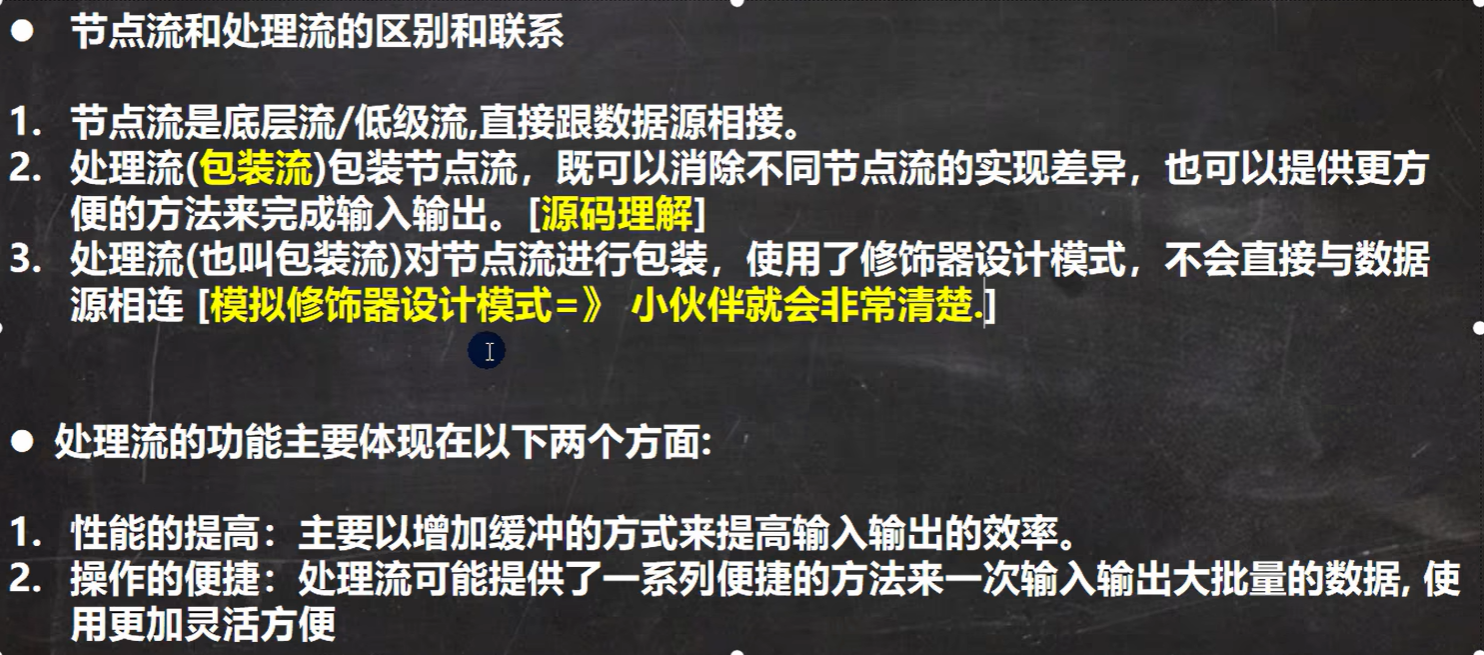 ● 节点流和处理流的区别和联系
1. 节点流是底层流/低级流,直接跟数据源相接。
2. 处理流(包装流)包装节点流，既可以消除不同节点流的实现差异，也可以提供更方
便的方法来完成输入输出。[源码理解]
3. 处理流(也叫包装流)对节点流进行包装，使用了修饰器设计模式，不会直接与数据
源相连 [模拟修饰器设计模式=》 小伙伴就会非常清楚.]
● 处理流的功能主要体现在以下两个方面:
1. 性能的提高：主要以增加缓冲的方式来提高输入输出的效率。
2. 操作的便捷：处理流可能提供了一系列便捷的方法来一次输入输出大批量的数据, 使
用更加灵活方便